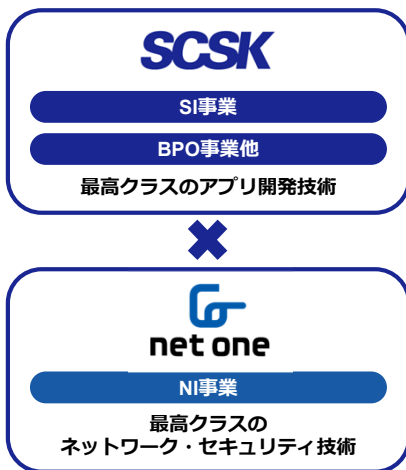 SCSK
SI事業
BPO事業他
最高クラスのアプリ開発技術
net one
NI事業
最高クラスの
ネットワーク・セキュリティ技術